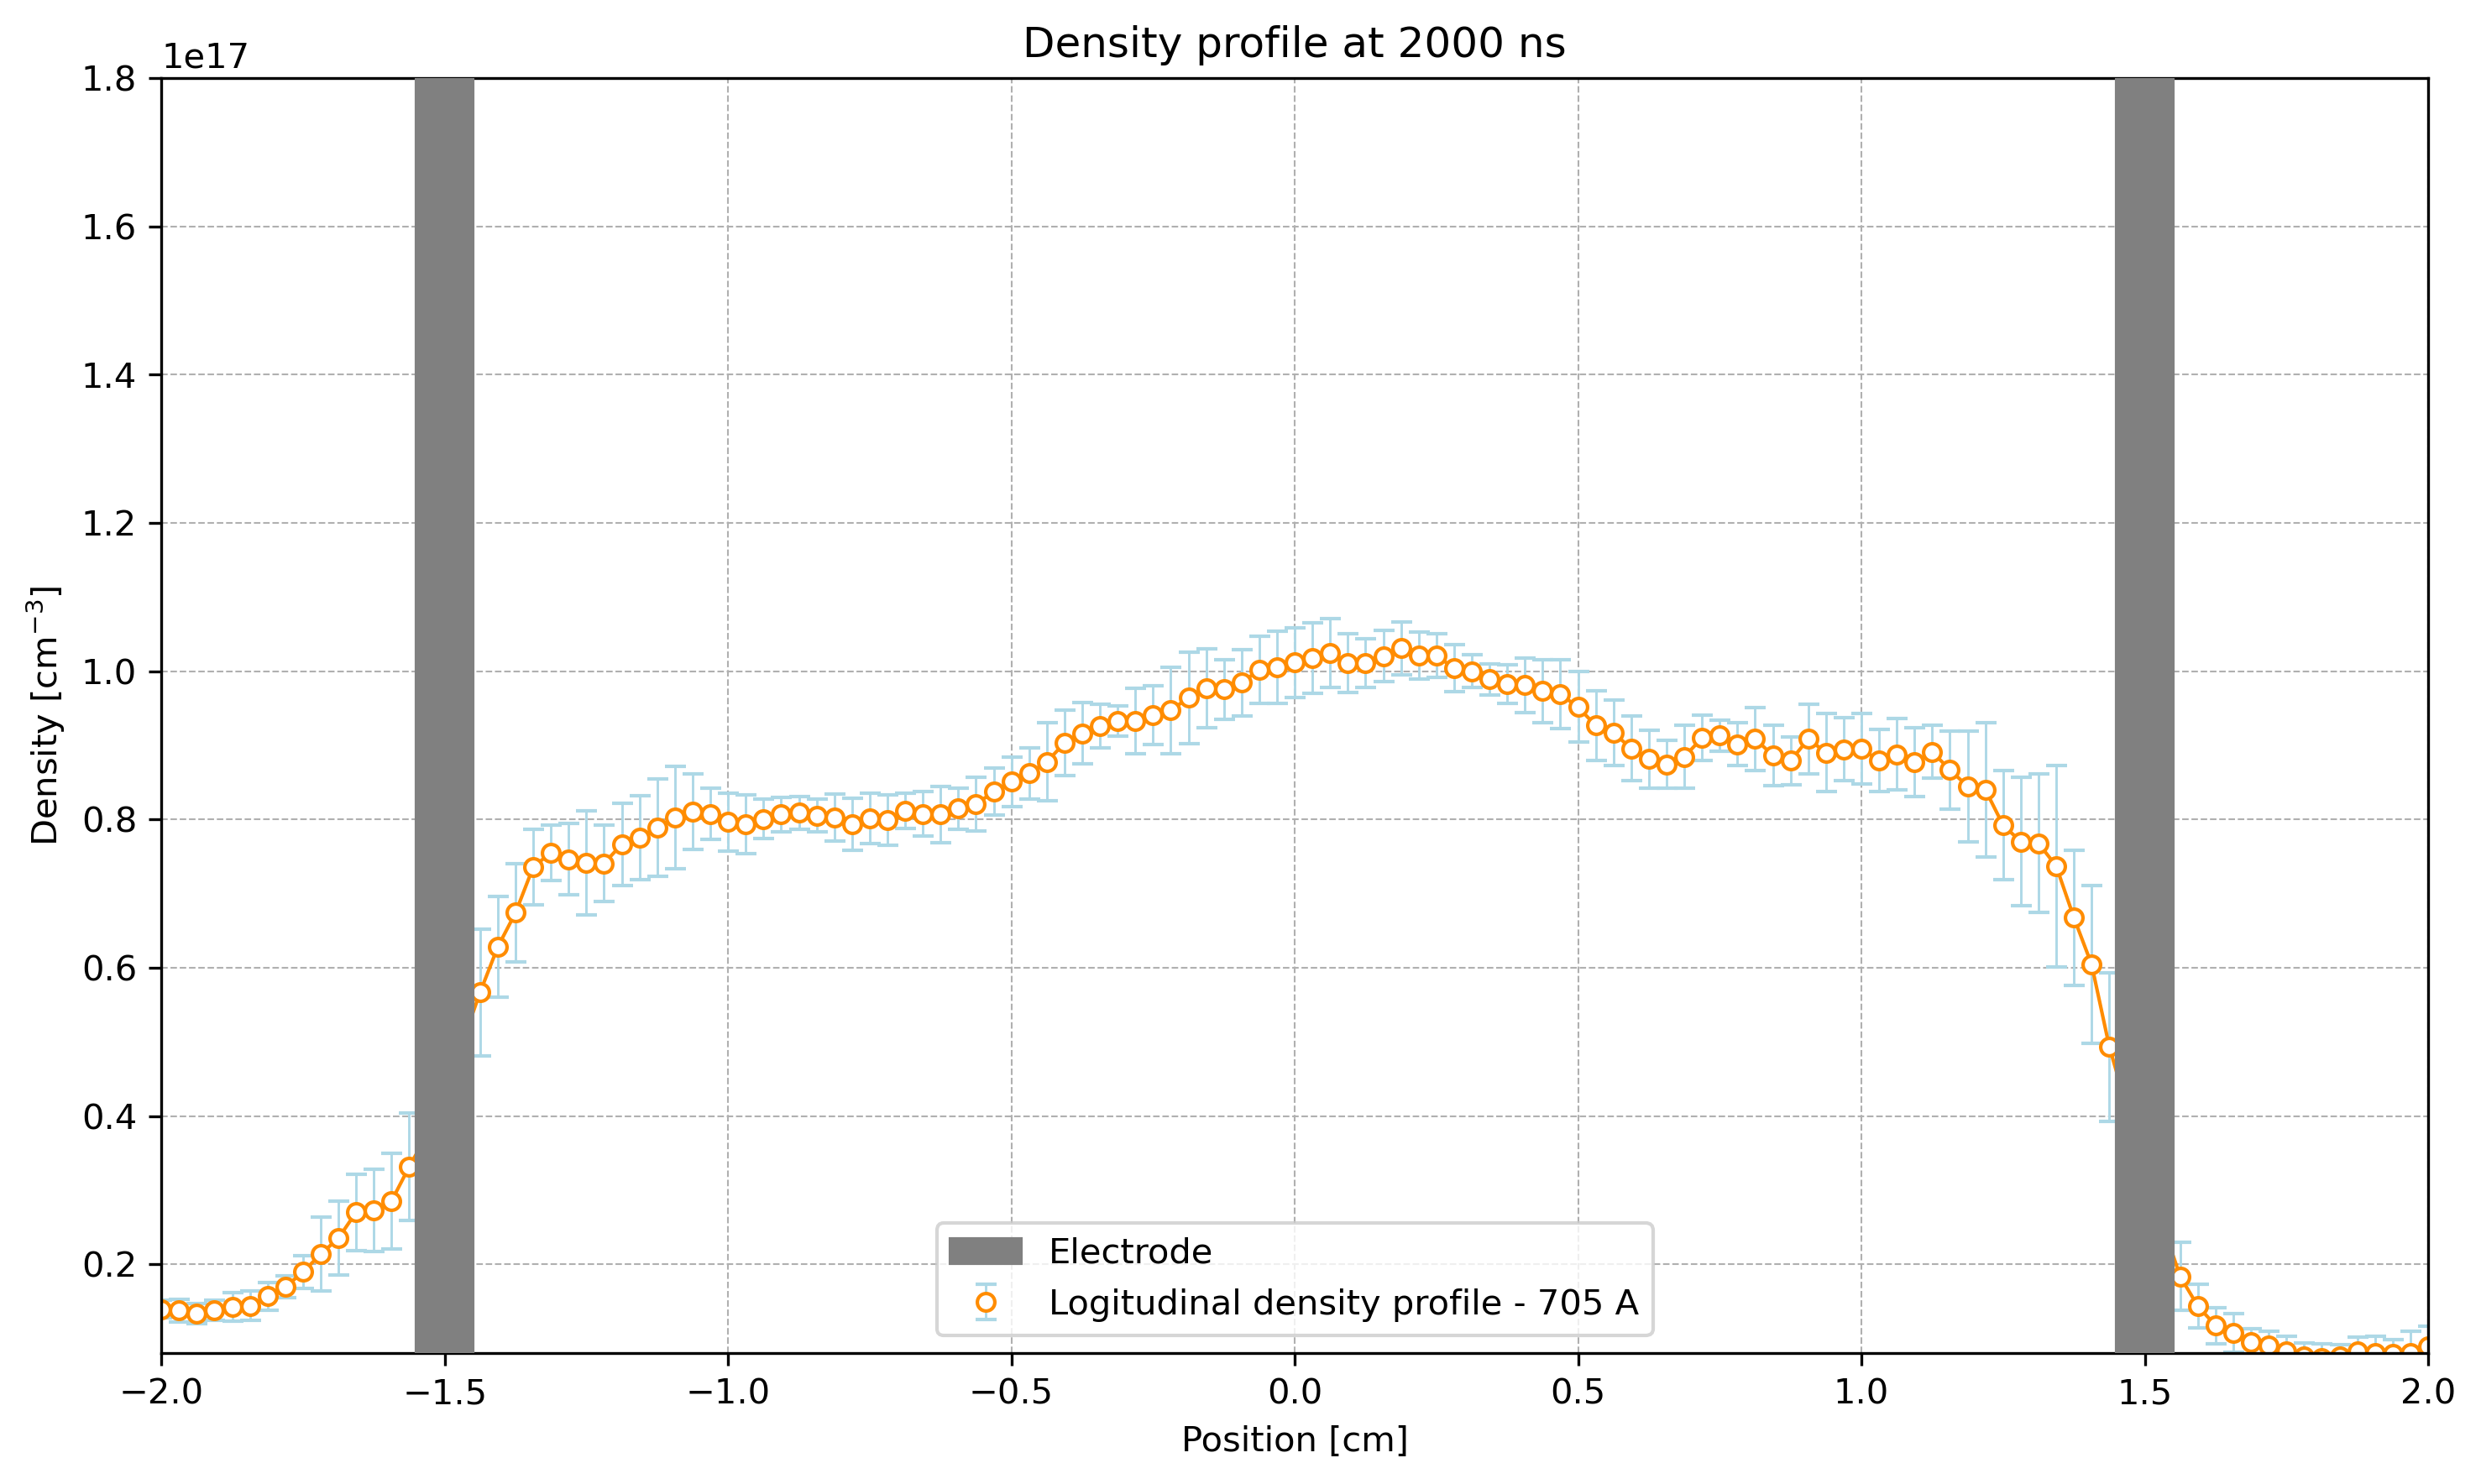 Density profile at 2000 ns
1e17
1.8
1.6
1.4
1.2
1.0
0.8
0.6
0.4
0.2
Density [cm⁻³]
Electrode
Logitudinal density profile - 705 A
−2.0 −1.5 −1.0 −0.5 0.0 0.5 1.0 1.5 2.0
Position [cm]